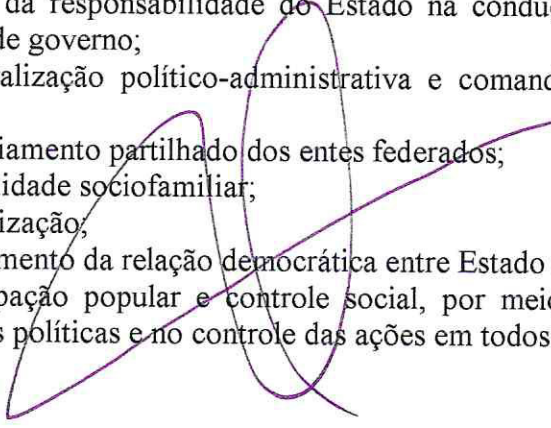 da responsabilidade do Estado na condu
de governo;
alização político-administrativa e comand
iamento partilhado dos entes federados;
idade sociofamiliar;
ização;
mento da relação democrática entre Estado
pação popular e controle social, por meio
s políticas e no controle das ações em todos